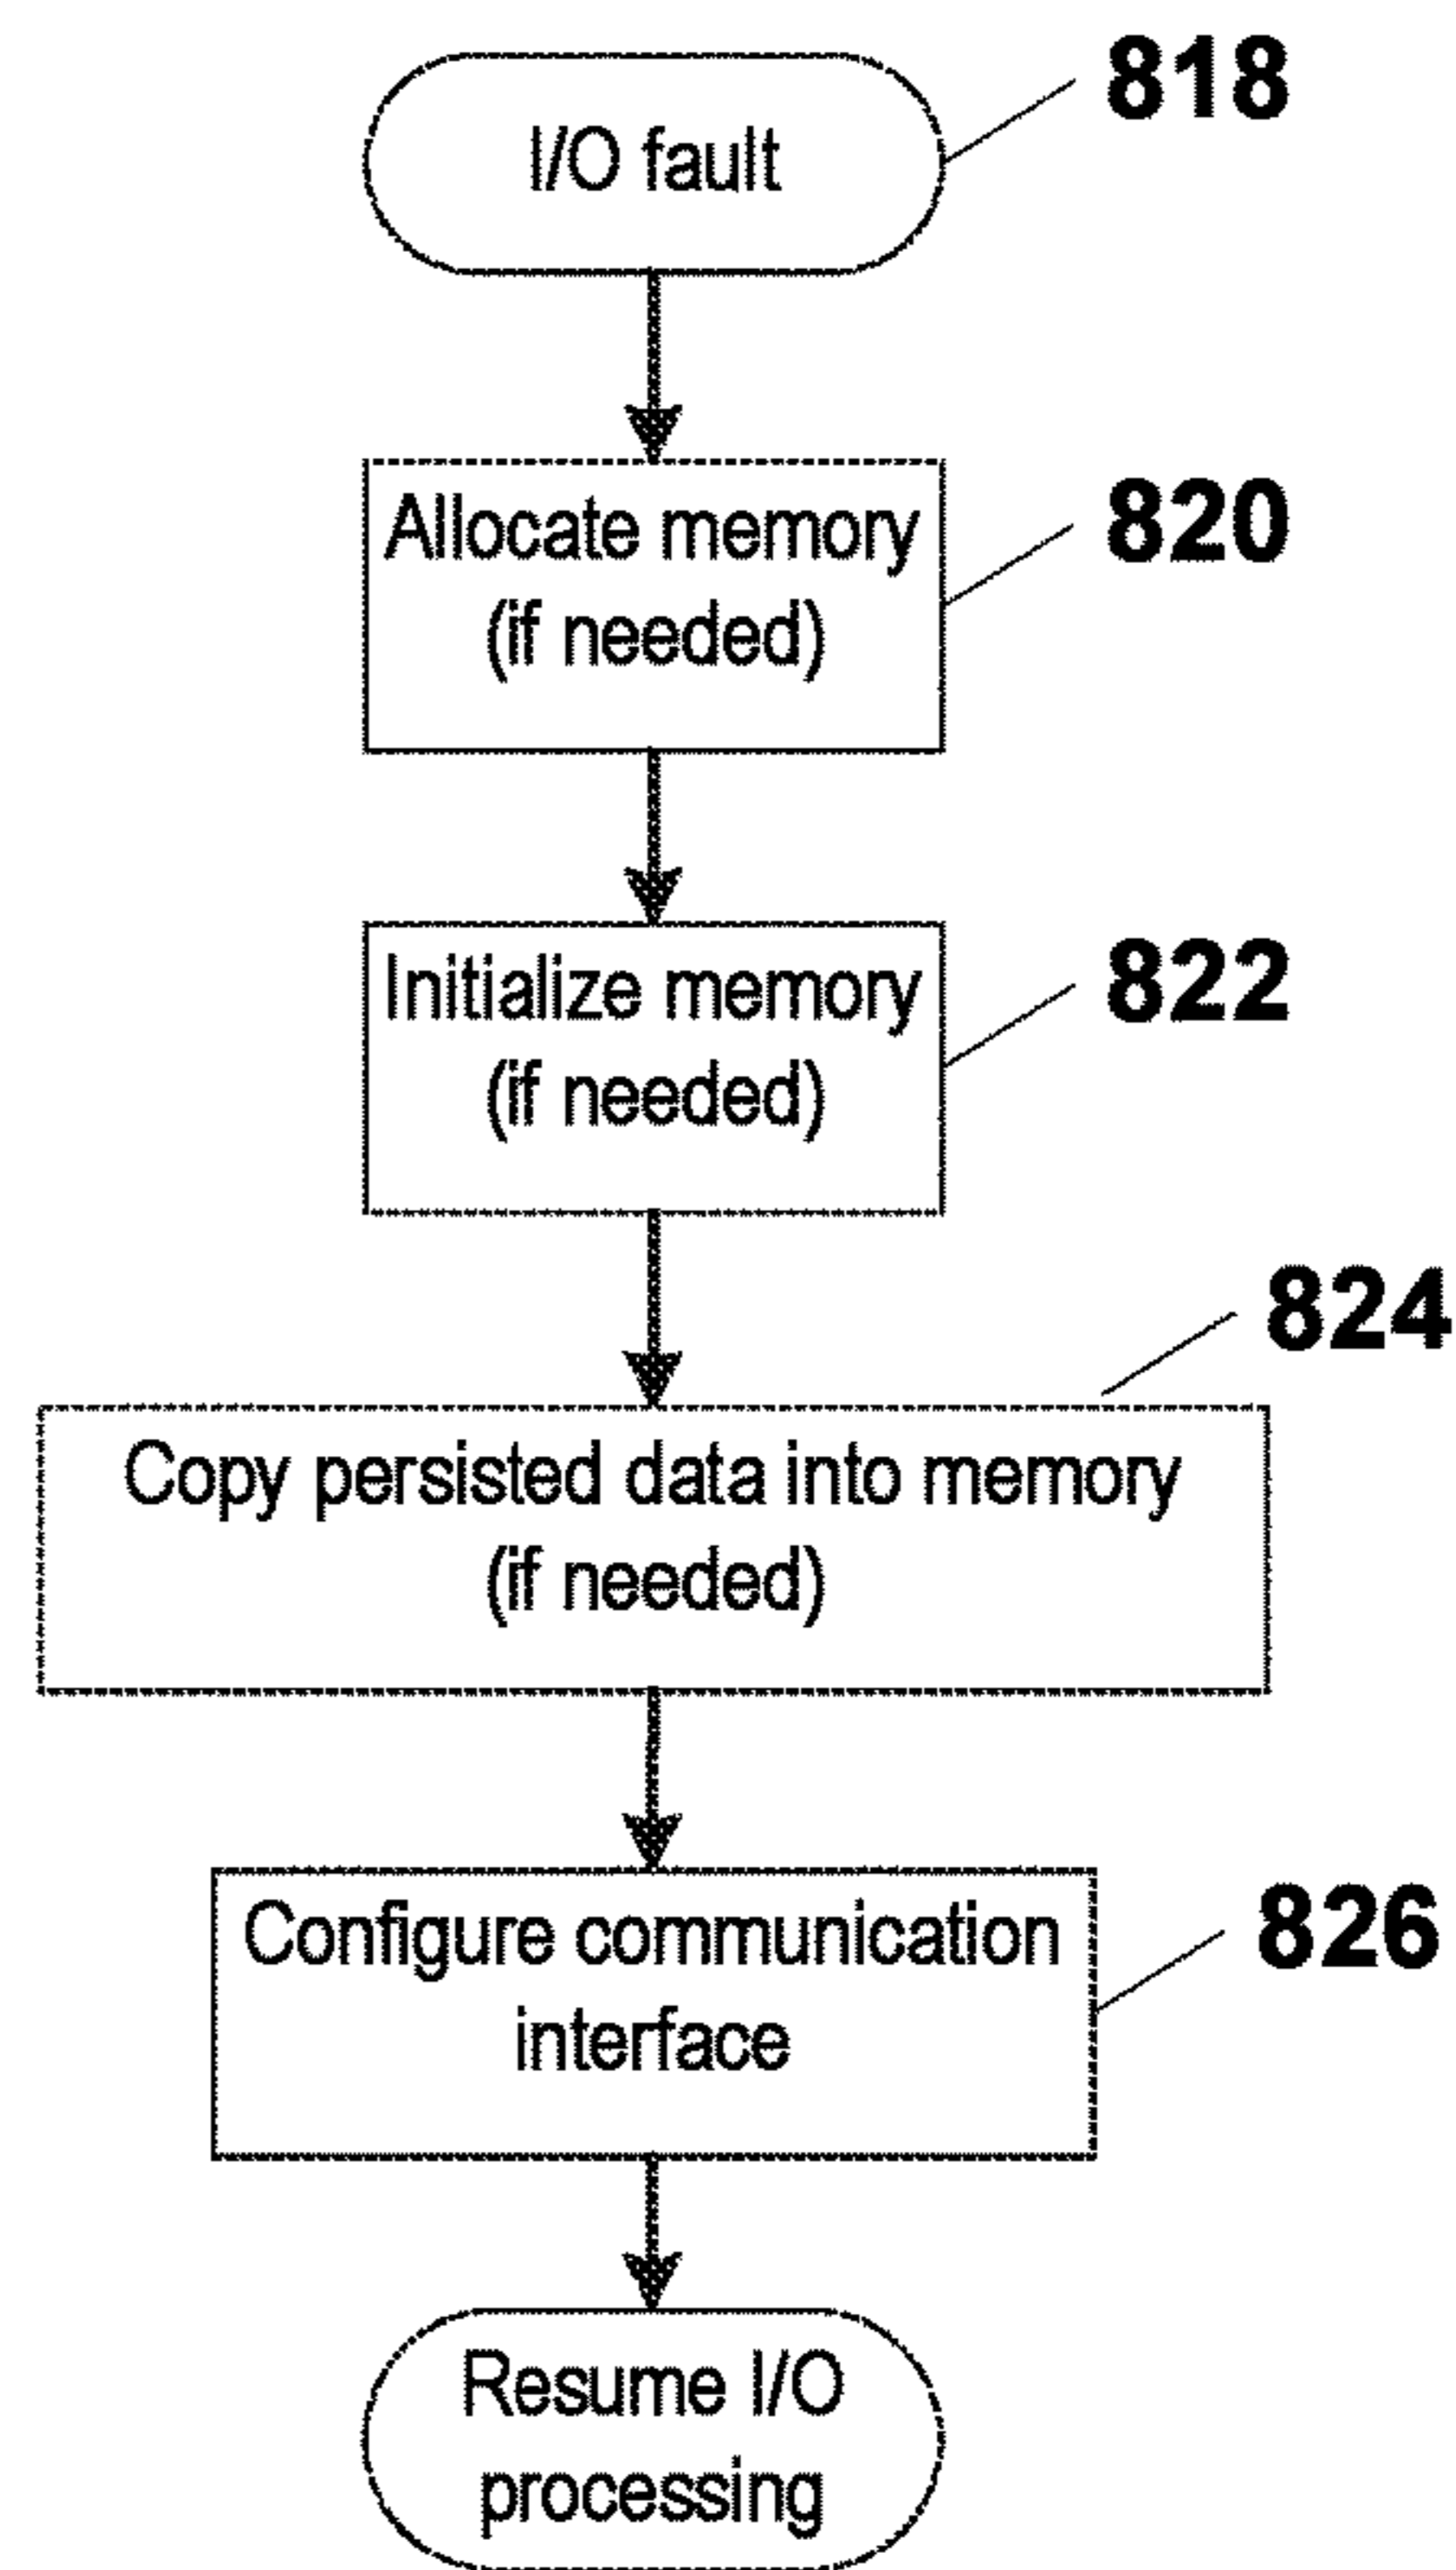 I/O fault
818
Allocate memory
(if needed)
820
Initialize memory
(if needed)
822
824
Copy persisted data into memory
(if needed)
Configure communication
interface
826
Resume I/O
processing